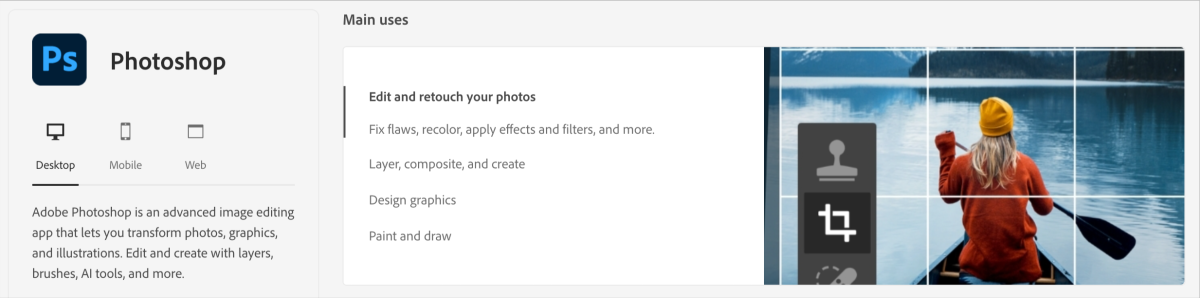 Ps
Photoshop
Desktop
Mobile
Web
Adobe Photoshop is an advanced image editing
app that lets you transform photos, graphics,
and illustrations. Edit and create with layers,
brushes, AI tools, and more.
Main uses
Edit and retouch your photos
Fix flaws, recolor, apply effects and filters, and more.
Layer, composite, and create
Design graphics
Paint and draw